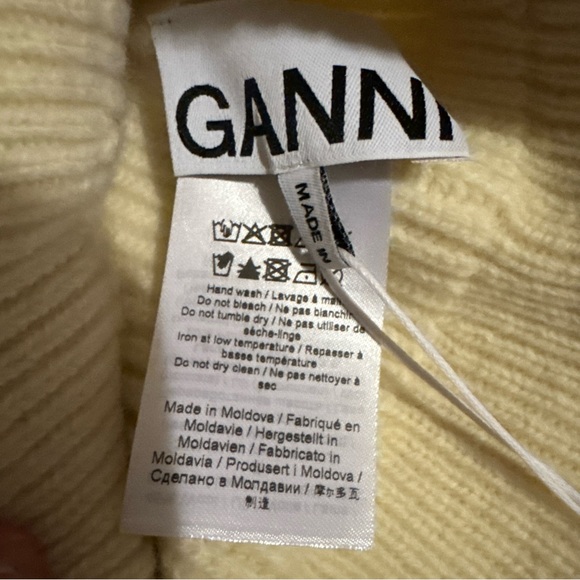 GANNI
MADE IN
Hand wash / Lavage à main
Do not bleach / Ne pas blanchir
Do not tumble dry / Ne pas utiliser de
sèche-linge
Iron at low temperature / Repasser à
basse température
Do not dry clean / Ne pas nettoyer à
sec
Made in Moldova / Fabriqué en
Moldavie / Hergestellt in
Moldavien / Fabbricato in
Moldavia / Produsert i Moldova /
Сделано в Молдавии / 摩尔多瓦
制造